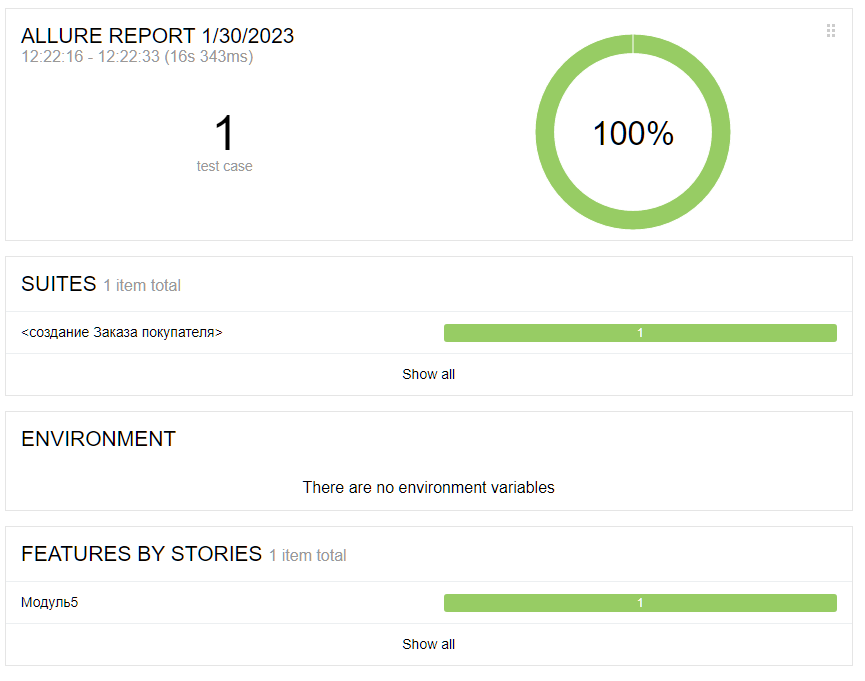 ALLURE REPORT 1/30/2023
12:22:16 - 12:22:33 (16s 343ms)
1
test case
100%
SUITES 1 item total
<создание Заказа покупателя> 1
Show all
ENVIRONMENT
There are no environment variables
FEATURES BY STORIES 1 item total
Модуль5 1
Show all